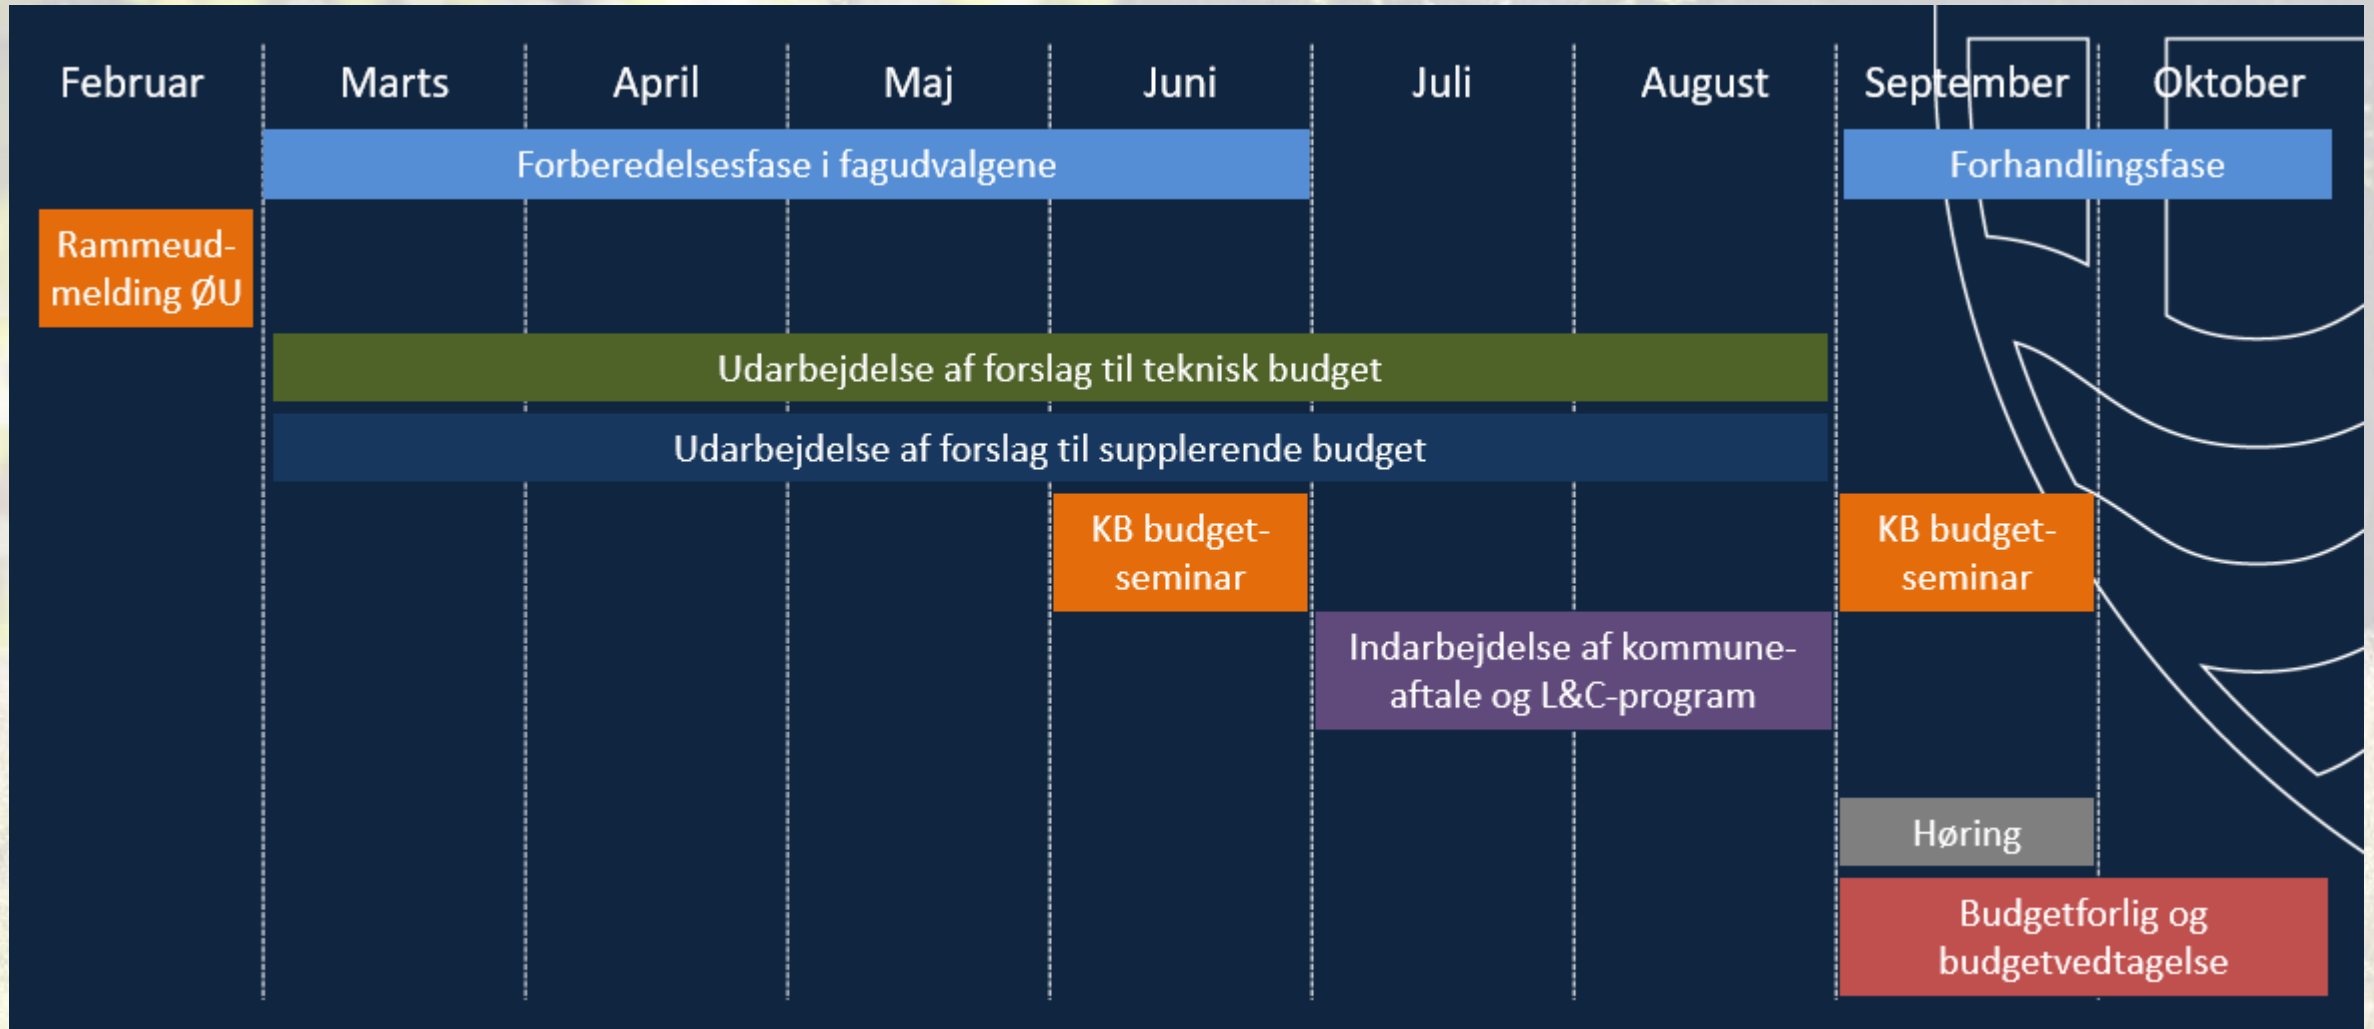 Februar
Marts
April
Maj
Juni
Juli
August
September
Oktober
Forberedelsesfase i fagudvalgene
Forhandlingsfase
Rammeud-
melding ØU
Udarbejdelse af forslag til teknisk budget
Udarbejdelse af forslag til supplerende budget
KB budget-
seminar
KB budget-
seminar
Indarbejdelse af kommune-
aftale og L&C-program
Høring
Budgetforlig og
budgetvedtagelse